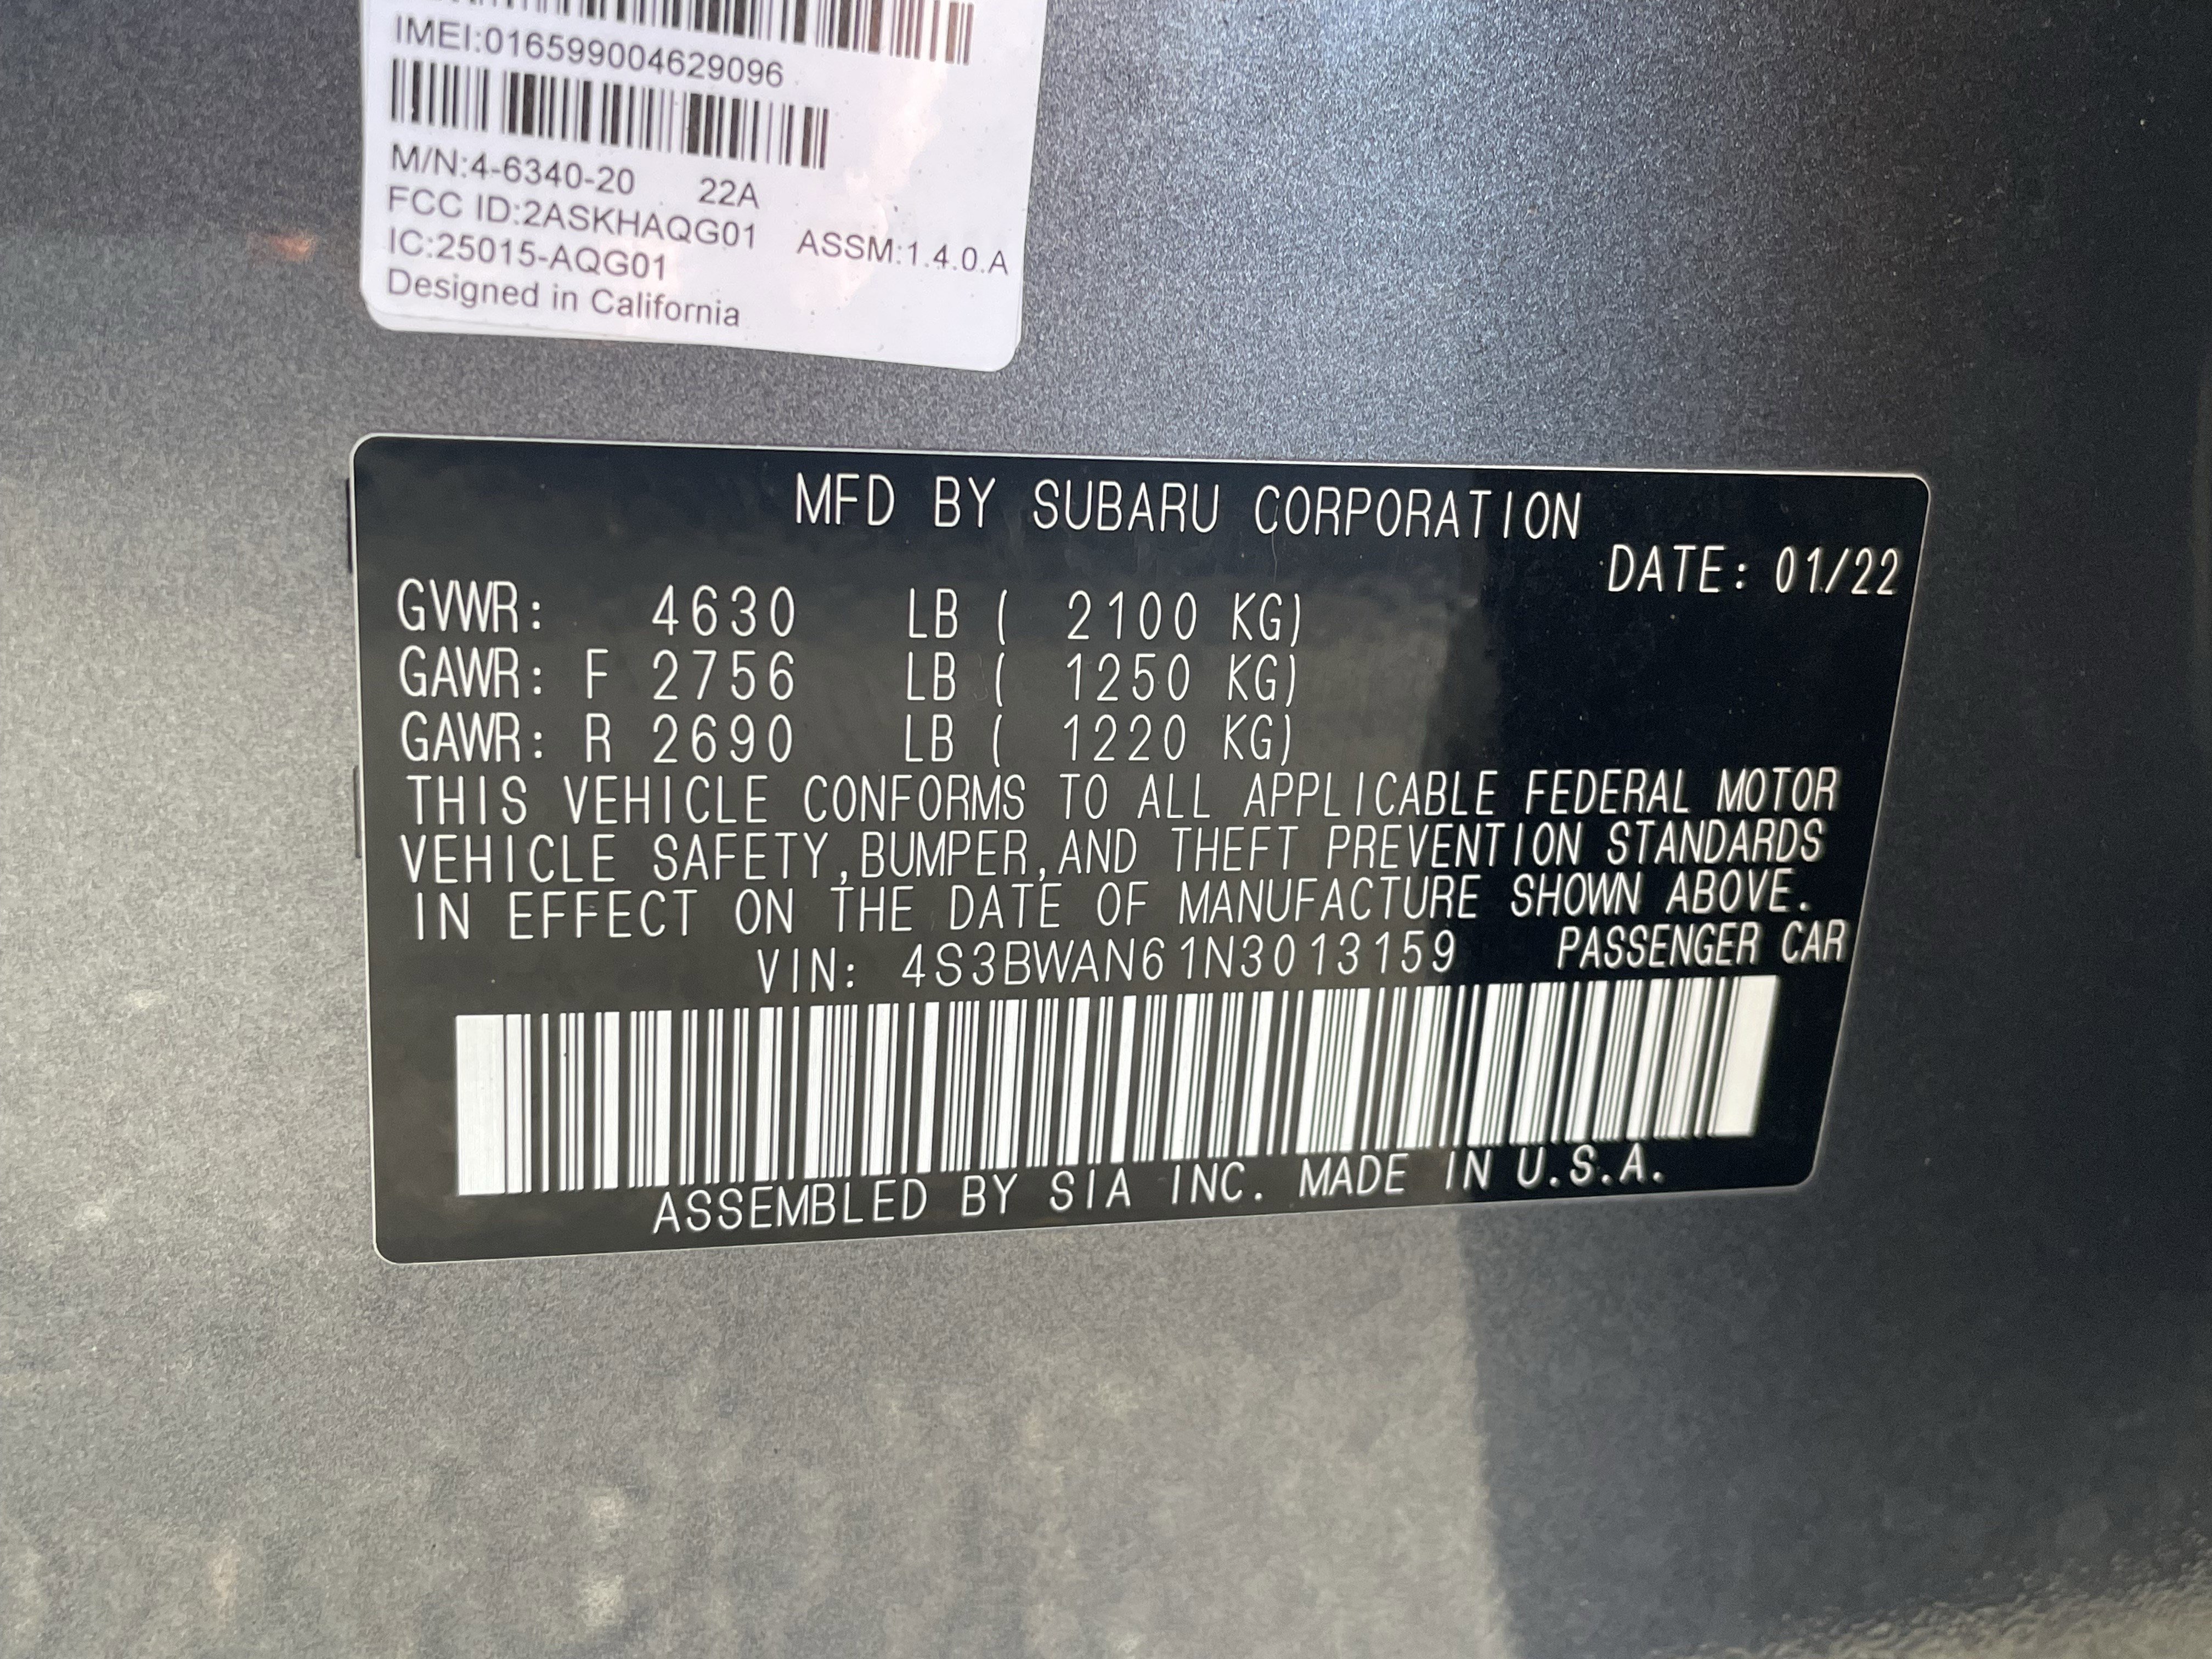 IMEI:016599004629096
M/N:4-6340-20 22A
FCC ID:2ASKHAQG01 ASSM:1.4.0.A
IC:25015-AQG01
Designed in California
MFD BY SUBARU CORPORATION
DATE: 01/22
GVWR: 4630 LB ( 2100 KG)
GAWR: F 2756 LB ( 1250 KG)
GAWR: R 2690 LB ( 1220 KG)
THIS VEHICLE CONFORMS TO ALL APPLICABLE FEDERAL MOTOR
VEHICLE SAFETY,BUMPER,AND THEFT PREVENTION STANDARDS
IN EFFECT ON THE DATE OF MANUFACTURE SHOWN ABOVE.
VIN: 4S3BWAN61N3013159 PASSENGER CAR
ASSEMBLED BY SIA INC. MADE IN U.S.A.